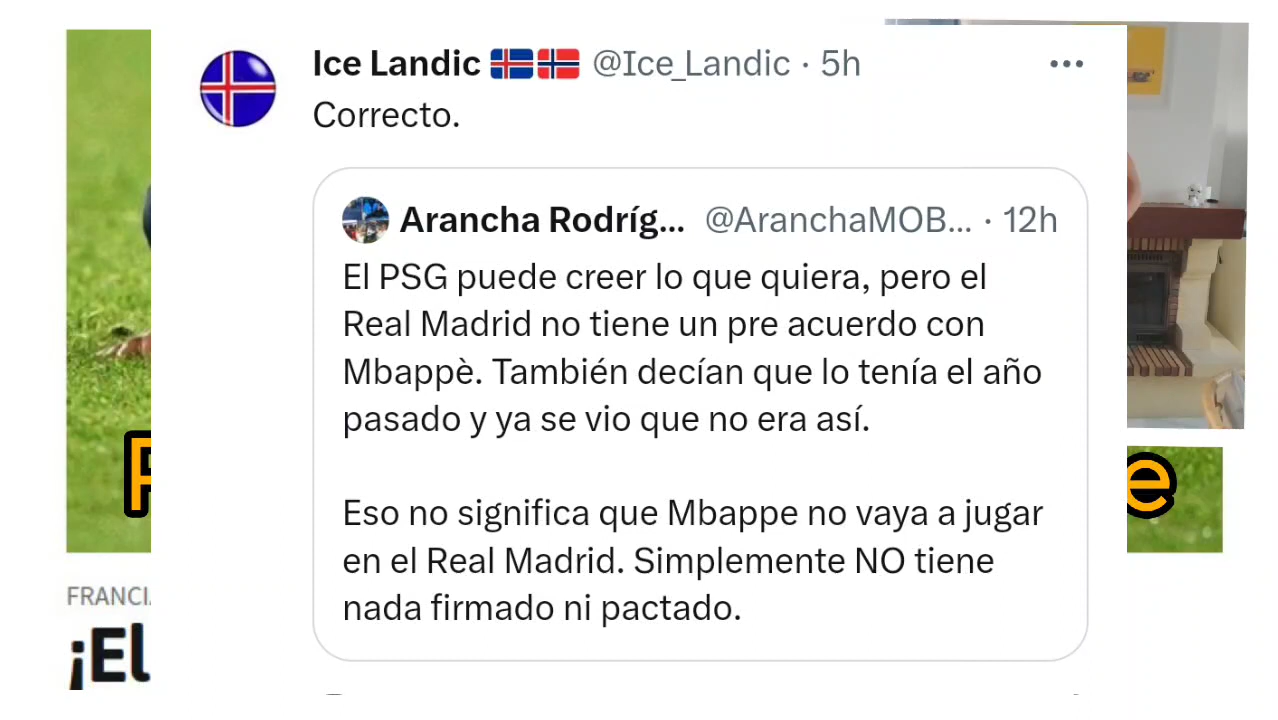 Ice Landic @Ice_Landic · 5h
Correcto.
Arancha Rodríg... @AranchaMOB... · 12h
El PSG puede creer lo que quiera, pero el
Real Madrid no tiene un pre acuerdo con
Mbappè. También decían que lo tenía el año
pasado y ya se vio que no era así.
Eso no significa que Mbappe no vaya a jugar
en el Real Madrid. Simplemente NO tiene
nada firmado ni pactado.
e
FRANCI
¡El